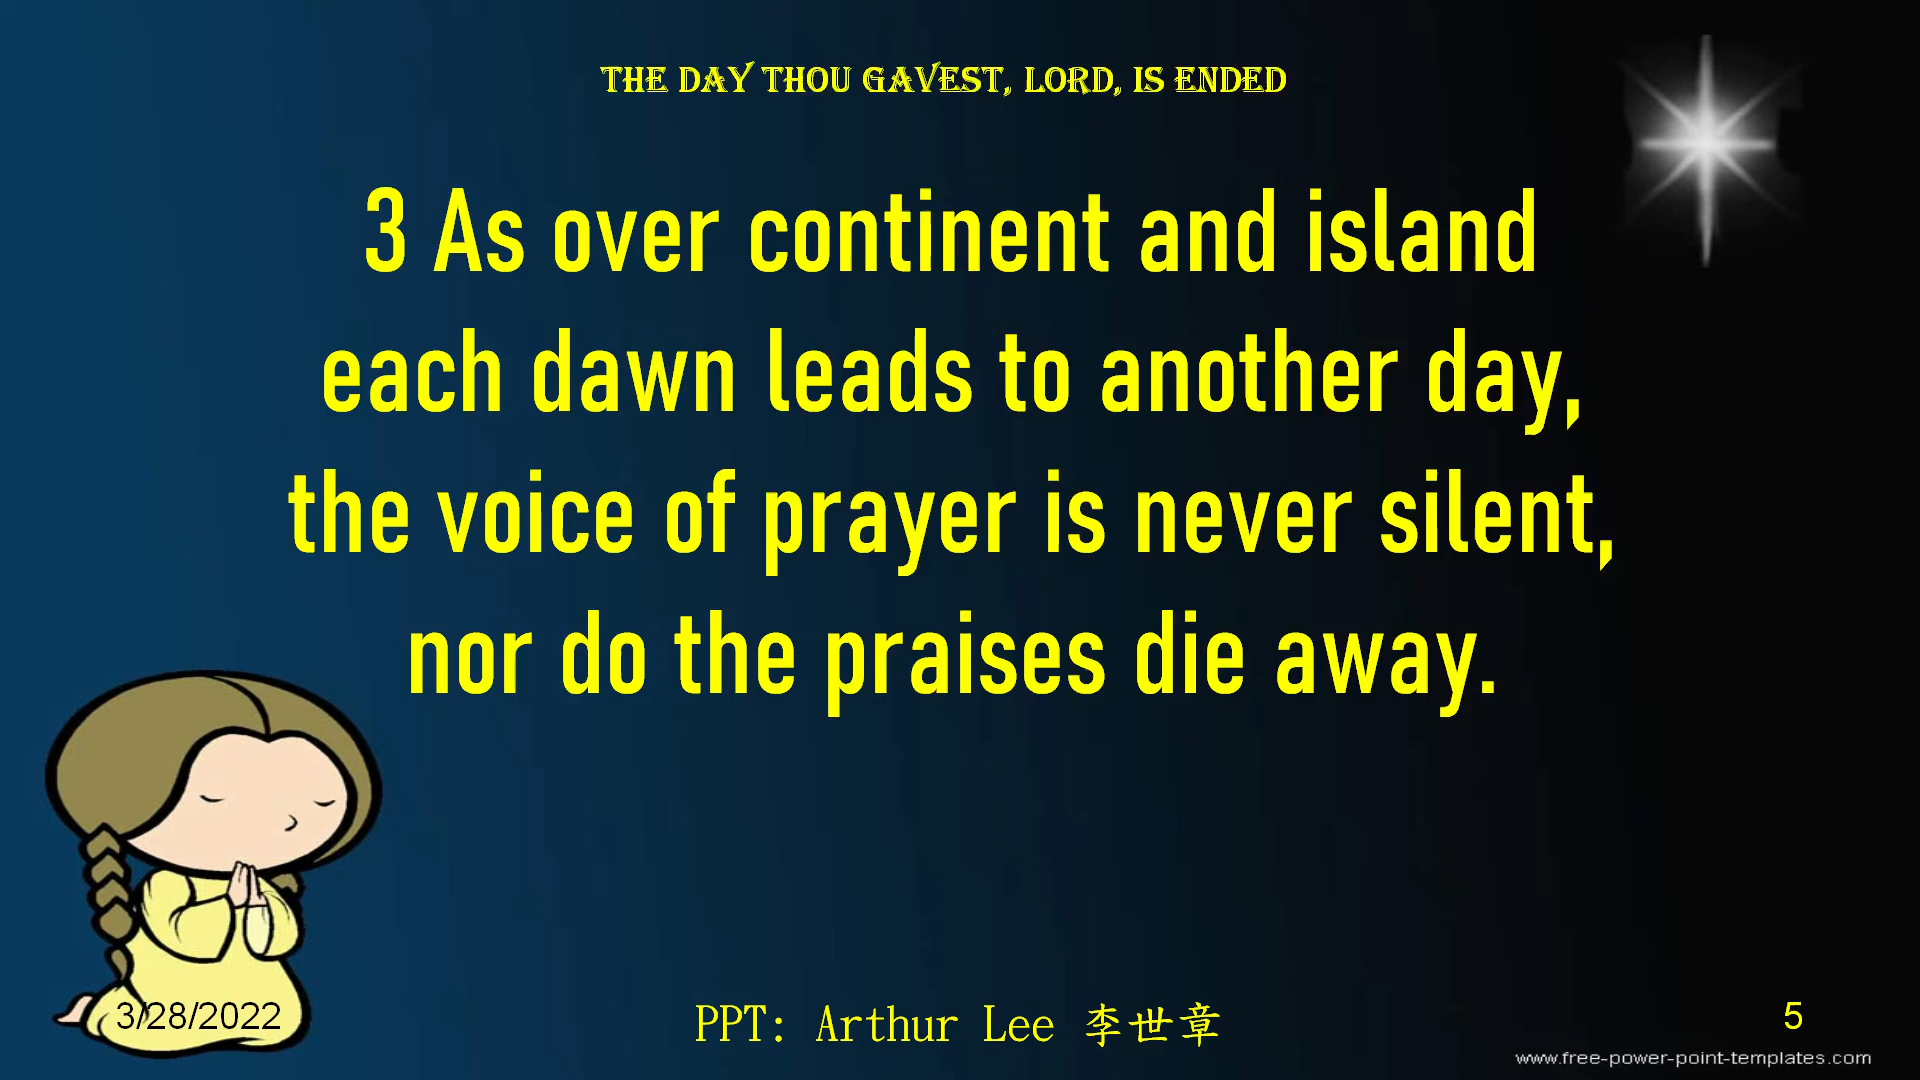 THE DAY THOU GAVEST, LORD, IS ENDED
3 As over continent and island
each dawn leads to another day,
the voice of prayer is never silent,
nor do the praises die away.
3/28/2022
PPT: Arthur Lee 李世章
5
www.free-power-point-templates.com